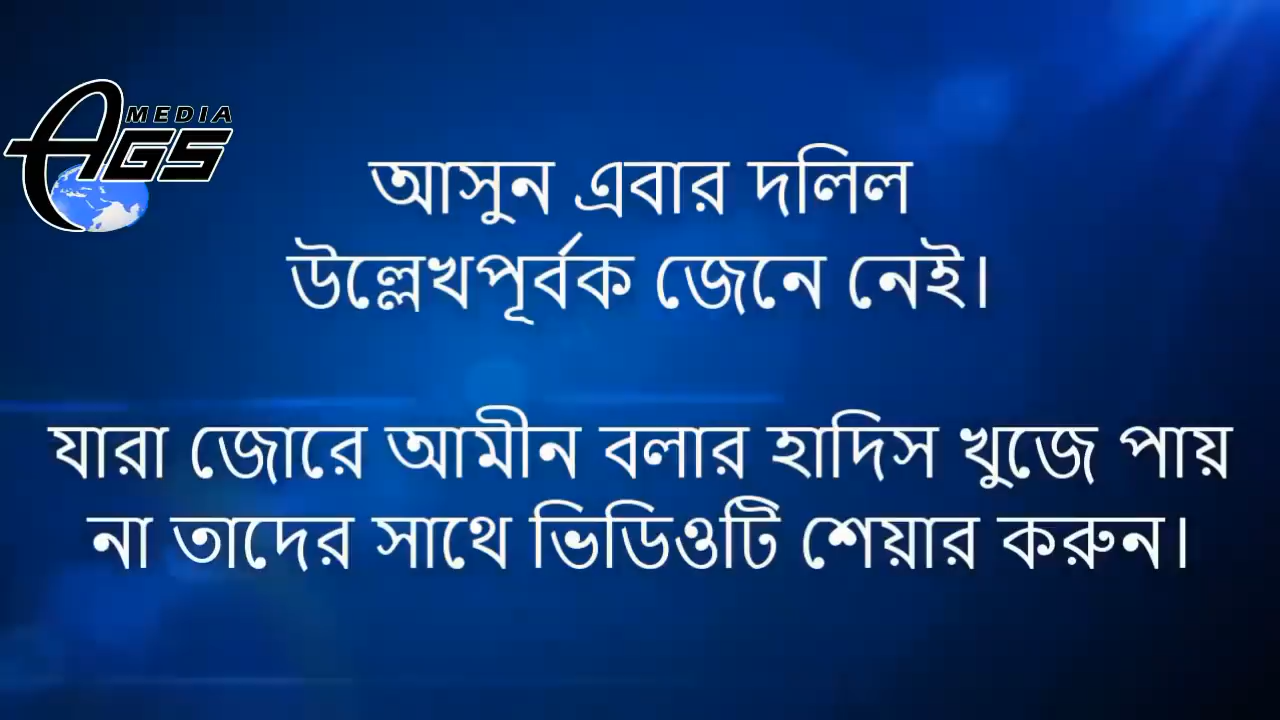 MEDIA
AGS
আসুন এবার দলিল
উল্লেখপূর্বক জেনে নেই।
যারা জোরে আমীন বলার হাদিস খুজে পায়
না তাদের সাথে ভিডিওটি শেয়ার করুন।